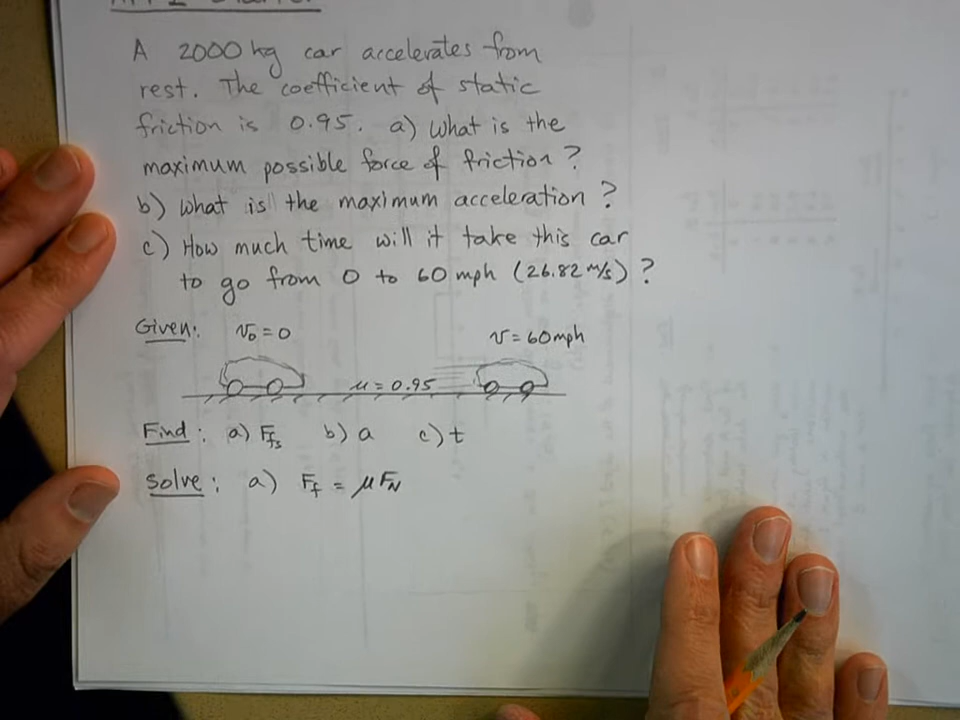 A 2000 kg car accelerates from
rest. The coefficient of static
friction is 0.95. a) What is the
maximum possible force of friction?
b) What is the maximum acceleration?
c) How much time will it take this car
to go from 0 to 60 mph (26.82 m/s)?
Given: v₀ = 0 v = 60mph
μ = 0.95
Find: a) Ffs b) a c) t
Solve: a) Ff = μFN